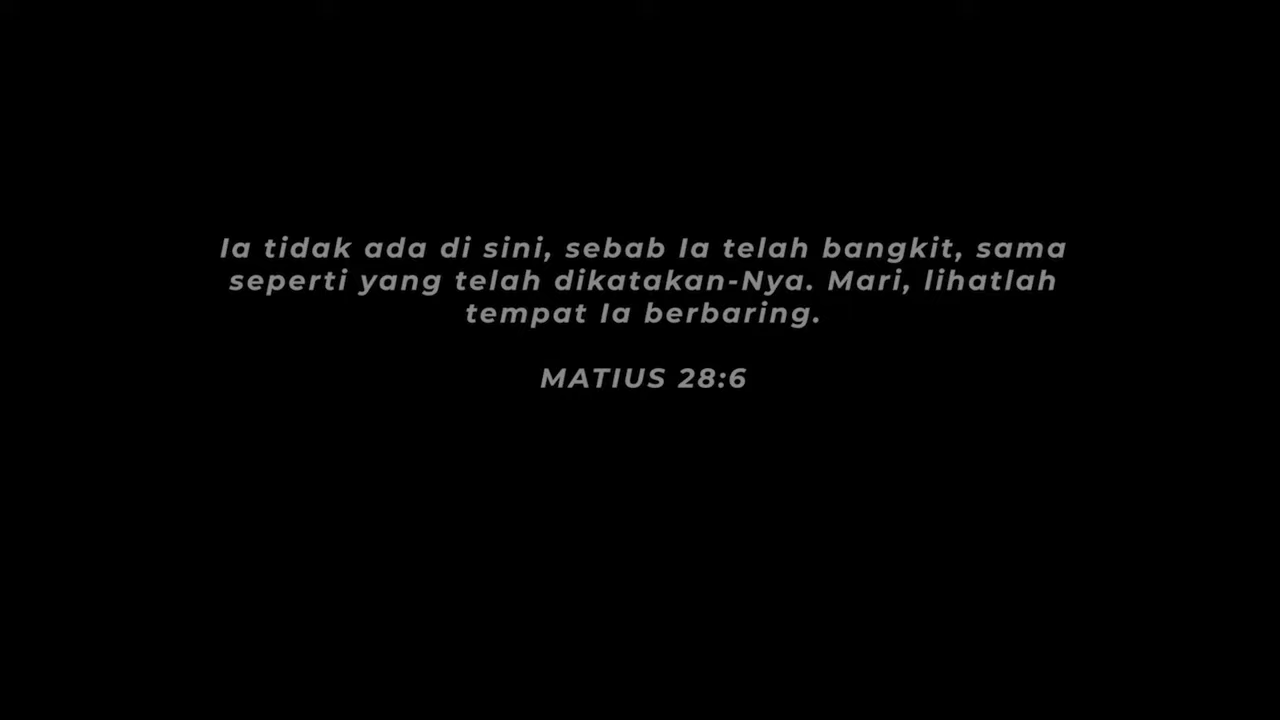 Ia tidak ada di sini, sebab Ia telah bangkit, sama
seperti yang telah dikatakan-Nya. Mari, lihatlah
tempat Ia berbaring.
MATIUS 28:6